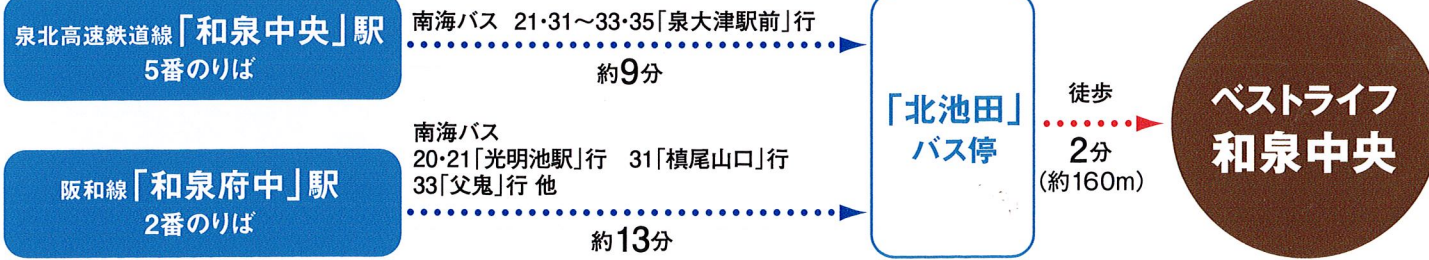 泉北高速鉄道線「和泉中央」駅
5番のりば
南海バス 21・31〜33・35「泉大津駅前」行
約9分
阪和線「和泉府中」駅
2番のりば
南海バス
20・21「光明池駅」行 31「槙尾山口」行
33「父鬼」行 他
約13分
「北池田」
バス停
徒歩
2分
(約160m)
ベストライフ
和泉中央